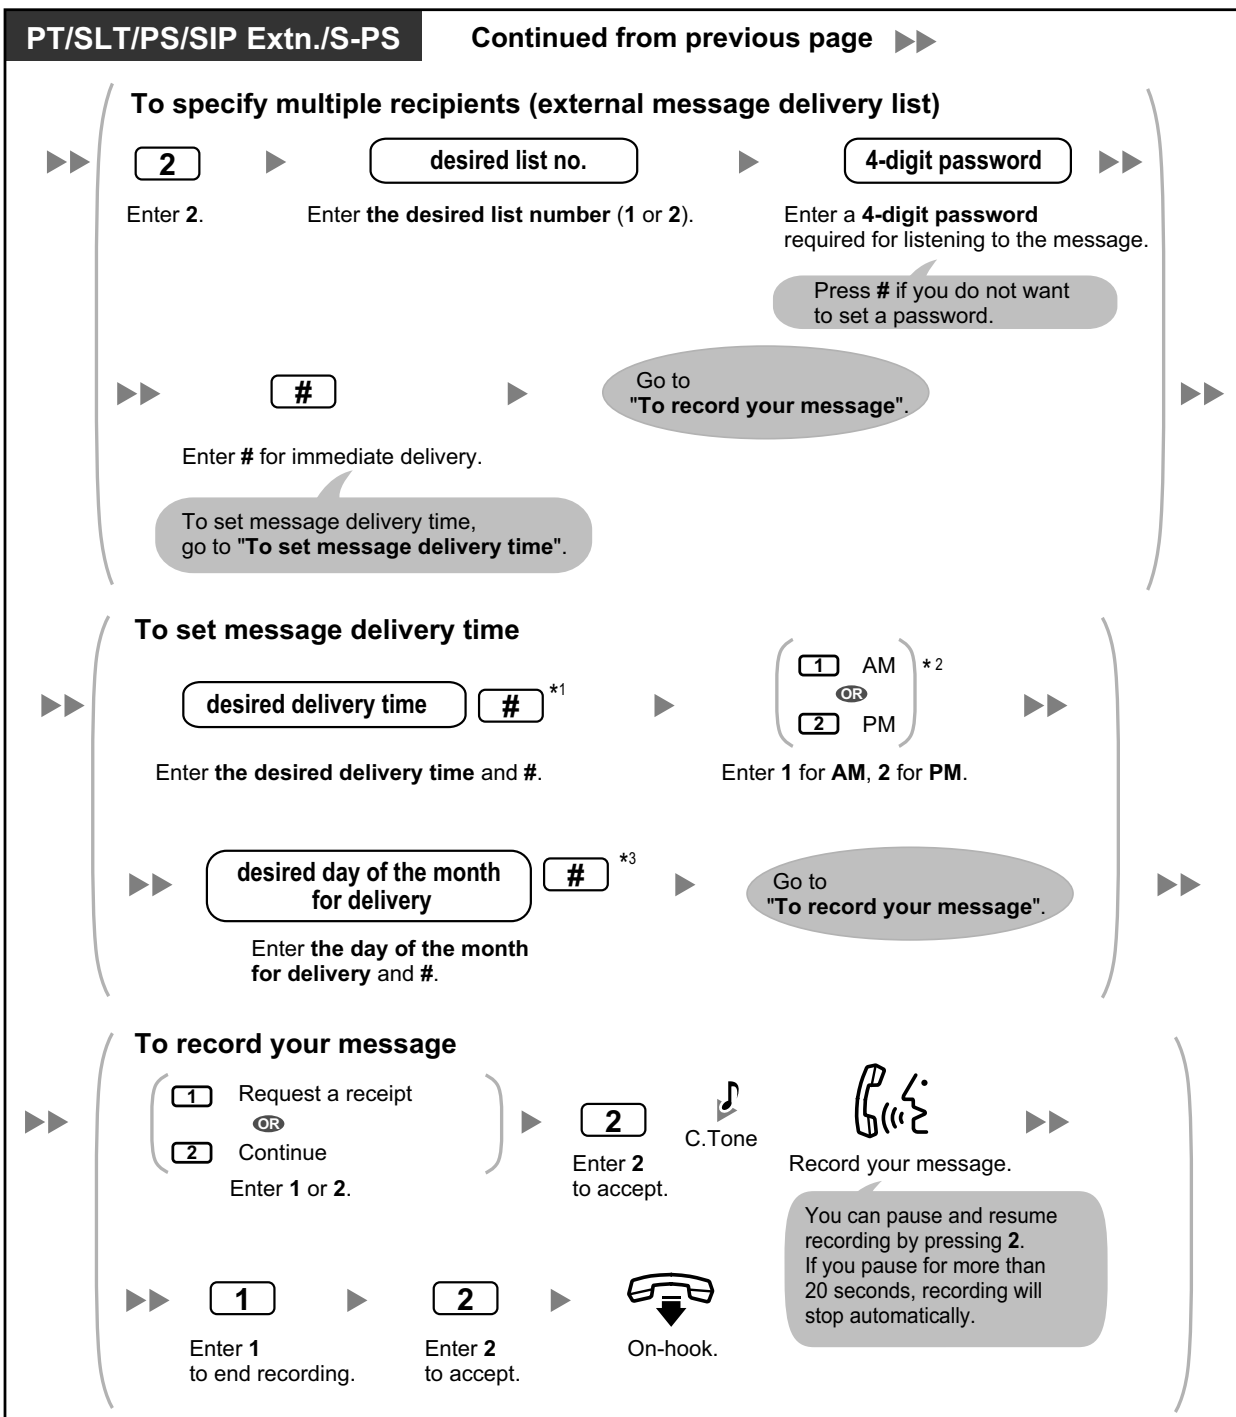 PT/SLT/PS/SIP Extn./S-PS
Continued from previous page
To specify multiple recipients (external message delivery list)
2
desired list no.
4-digit password
Enter 2.
Enter the desired list number (1 or 2).
Enter a 4-digit password
required for listening to the message.
Press # if you do not want
to set a password.
#
Go to
"To record your message".
Enter # for immediate delivery.
To set message delivery time,
go to "To set message delivery time".
To set message delivery time
desired delivery time
# *1
1 AM *2
OR
2 PM
Enter the desired delivery time and #.
Enter 1 for AM, 2 for PM.
desired day of the month
for delivery
# *3
Go to
"To record your message".
Enter the day of the month
for delivery and #.
To record your message
1 Request a receipt
OR
2 Continue
Enter 1 or 2.
2
C.Tone
Enter 2
to accept.
Record your message.
You can pause and resume
recording by pressing 2.
If you pause for more than
20 seconds, recording will
stop automatically.
1
2
Enter 1
to end recording.
Enter 2
to accept.
On-hook.